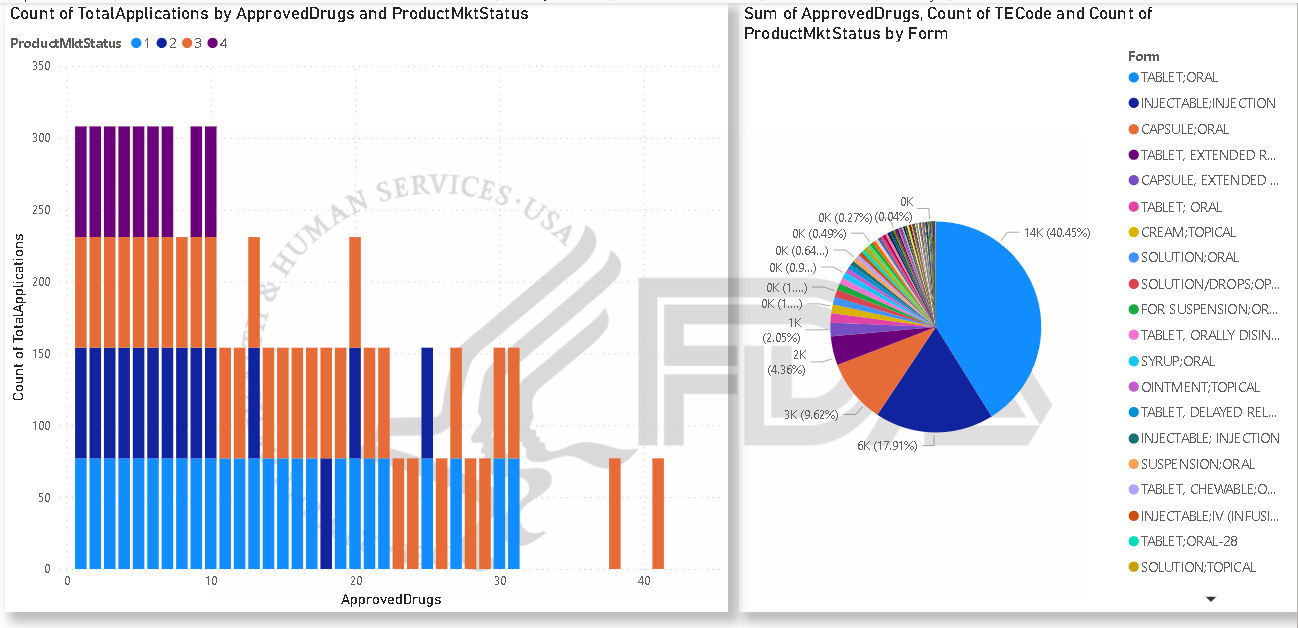 Count of TotalApplications by ApprovedDrugs and ProductMktStatus
ProductMktStatus 1 2 3 4
350
300
250
200
150
100
50
0
Count of TotalApplications
0 10 20 30 40
ApprovedDrugs
HUMAN SERVICES · USA
FDA
Sum of ApprovedDrugs, Count of TECode and Count of
ProductMktStatus by Form
0K
0K (0.27%) (0.04%)
0K (0.49%)
0K (0.64...)
0K (0.9...)
0K (1....)
0K (1....)
1K
(2.05%)
2K
(4.36%)
3K (9.62%)
6K (17.91%)
14K (40.45%)
Form
TABLET;ORAL
INJECTABLE;INJECTION
CAPSULE;ORAL
TABLET, EXTENDED R...
CAPSULE, EXTENDED ...
TABLET; ORAL
CREAM;TOPICAL
SOLUTION;ORAL
SOLUTION/DROPS;OP...
FOR SUSPENSION;OR...
TABLET, ORALLY DISIN...
SYRUP;ORAL
OINTMENT;TOPICAL
TABLET, DELAYED REL...
INJECTABLE; INJECTION
SUSPENSION;ORAL
TABLET, CHEWABLE;O...
INJECTABLE;IV (INFUSI...
TABLET;ORAL-28
SOLUTION;TOPICAL